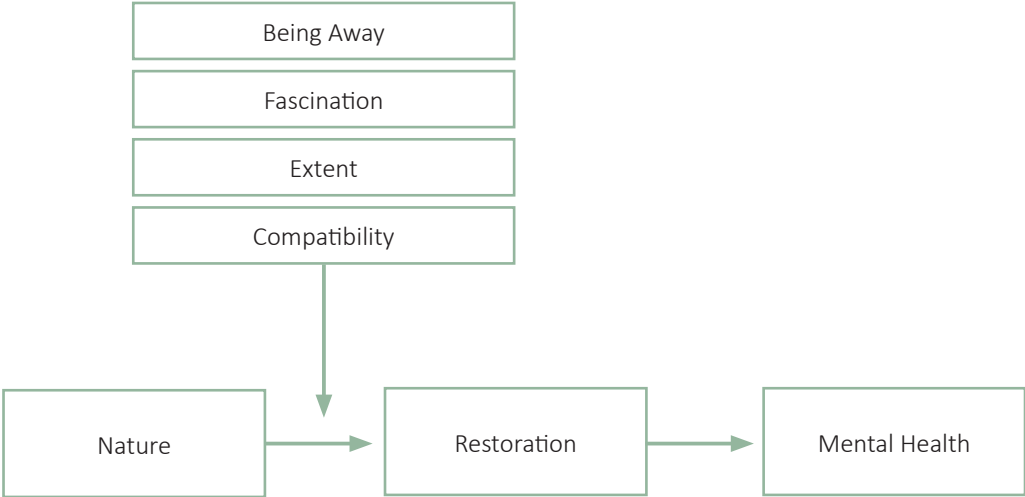 Being Away
Fascination
Extent
Compatibility
Nature
Restoration
Mental Health